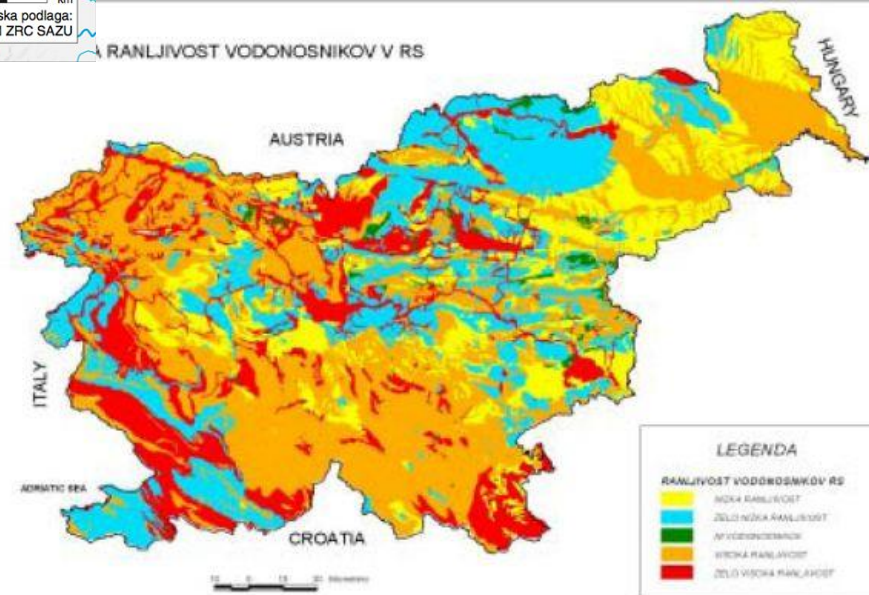 km
ska podlaga:
ZRC SAZU
RANLJIVOST VODONOSNIKOV V RS
HUNGARY
AUSTRIA
ITALY
ADRIATIC SEA
CROATIA
LEGENDA
RANLJIVOST VODONOSNIKOV RS
NIZKA RANLJIVOST
ZELO NIZKA RANLJIVOST
NI VODONOSNIKOV
VISOKA RANLJIVOST
ZELO VISOKA RANLJIVOST